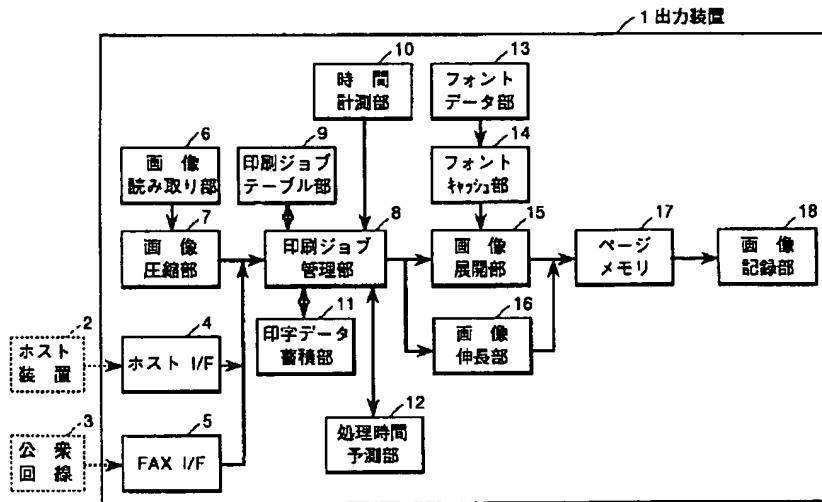 1 出力装置
10
時 間
計測部
13
フォント
データ部
6
画 像
読み取り部
9
印刷ジョブ
テーブル部
14
フォント
ｷｬｯｼｭ部
7
画 像
圧縮部
8
印刷ジョブ
管理部
15
画 像
展開部
17
ページ
メモリ
18
画 像
記録部
2
ホスト
装 置
4
ホスト I/F
11
印字データ
蓄積部
16
画 像
伸長部
3
公 衆
回 線
5
FAX I/F
12
処理時間
予測部